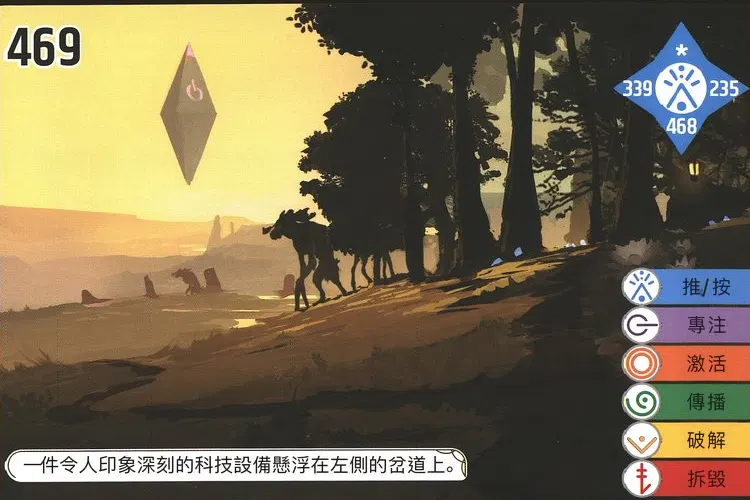 469
*
339
235
468
推/按
專注
激活
傳播
破解
拆毀
一件令人印象深刻的科技設備懸浮在左側的岔道上。